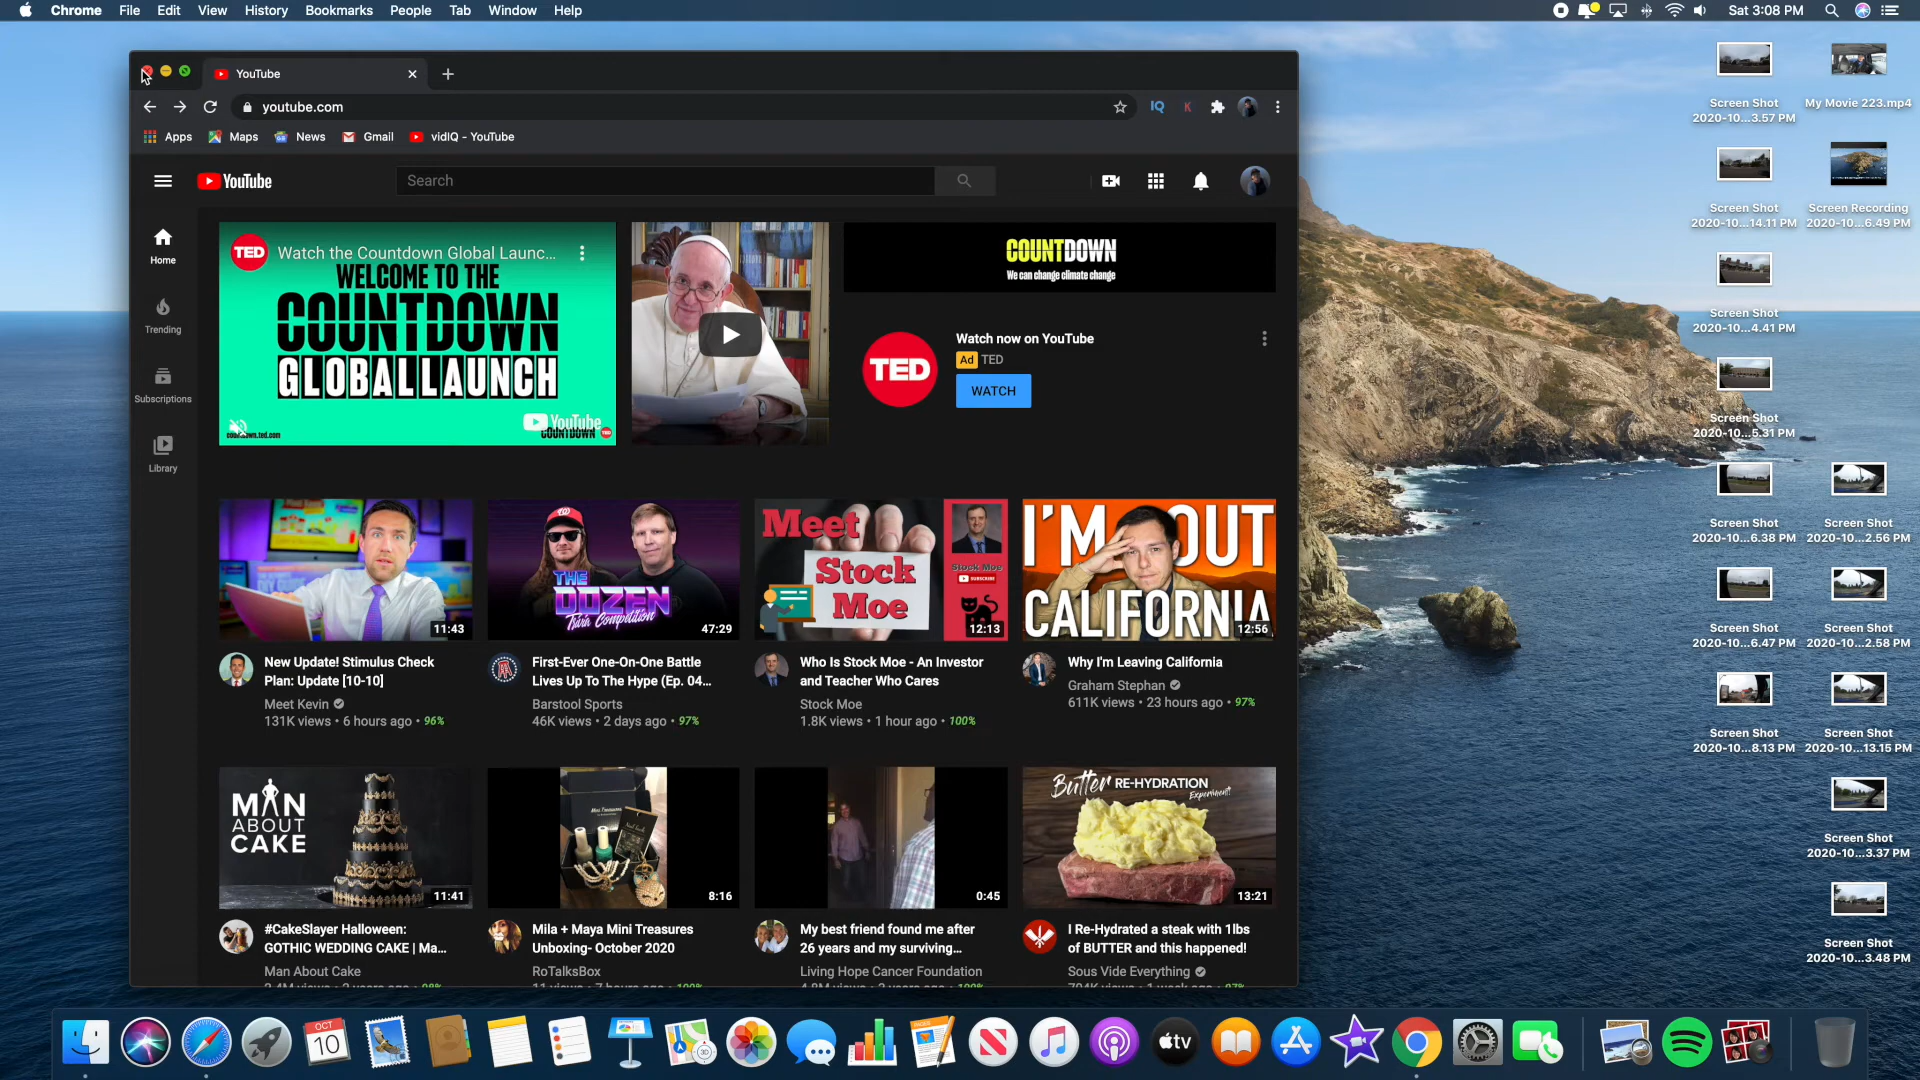 Chrome File Edit View History Bookmarks People Tab Window Help
Sat 3:08 PM
YouTube
youtube.com
IQ K
Apps Maps News Gmail vidIQ - YouTube
YouTube
Search
Home
Trending
Subscriptions
Library
TED
Watch the Countdown Global Launc...
WELCOME TO THE
COUNTDOWN
GLOBAL LAUNCH
YouTube
COUNTDOWN
COUNTDOWN
We can change climate change
TED
Watch now on YouTube
Ad TED
WATCH
11:43
New Update! Stimulus Check
Plan: Update [10-10]
Meet Kevin
131K views • 6 hours ago • 96%
THE
DOZEN
Trivia Competition
47:29
First-Ever One-On-One Battle
Lives Up To The Hype (Ep. 04...
Barstool Sports
46K views • 2 days ago • 97%
Meet
Stock
Moe
Stock Moe
SUBSCRIBE
12:13
Who Is Stock Moe - An Investor
and Teacher Who Cares
Stock Moe
1.8K views • 1 hour ago • 100%
I'M OUT
CALIFORNIA
12:56
Why I'm Leaving California
Graham Stephan
611K views • 23 hours ago • 97%
MAN
ABOUT
CAKE
11:41
#CakeSlayer Halloween:
GOTHIC WEDDING CAKE | Ma...
Man About Cake
8:16
Mila + Maya Mini Treasures
Unboxing- October 2020
RoTalksBox
0:45
My best friend found me after
26 years and my surviving...
Living Hope Cancer Foundation
Butter RE-HYDRATION
Experiment
13:21
I Re-Hydrated a steak with 1lbs
of BUTTER and this happened!
Sous Vide Everything
Screen Shot
2020-10...3.57 PM
My Movie 223.mp4
Screen Shot
2020-10...14.11 PM
Screen Recording
2020-10...6.49 PM
Screen Shot
2020-10...4.41 PM
Screen Shot
2020-10...5.31 PM
Screen Shot
2020-10...6.38 PM
Screen Shot
2020-10...2.56 PM
Screen Shot
2020-10...6.47 PM
Screen Shot
2020-10...2.58 PM
Screen Shot
2020-10...8.13 PM
Screen Shot
2020-10...13.15 PM
Screen Shot
2020-10...3.37 PM
Screen Shot
2020-10...3.48 PM
OCT
10
tv